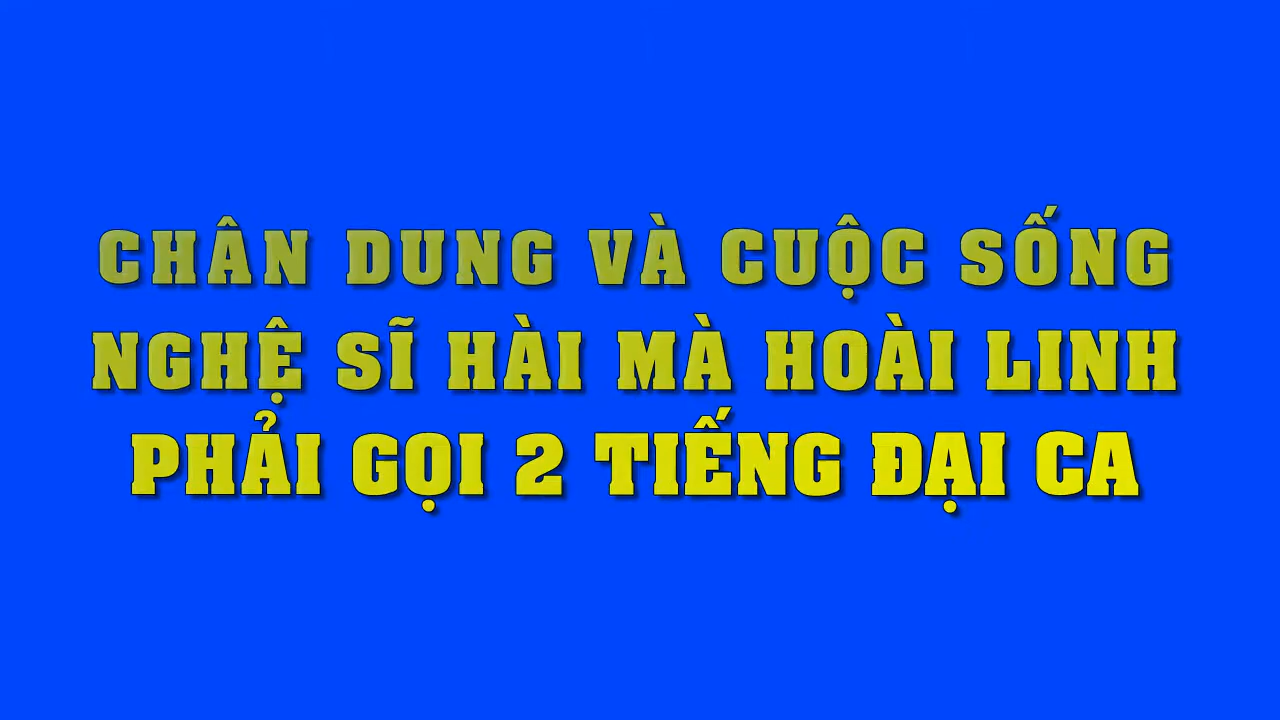 CHÂN DUNG VÀ CUỘC SỐNG
NGHỆ SĨ HÀI MÀ HOÀI LINH
PHẢI GỌI 2 TIẾNG ĐẠI CA